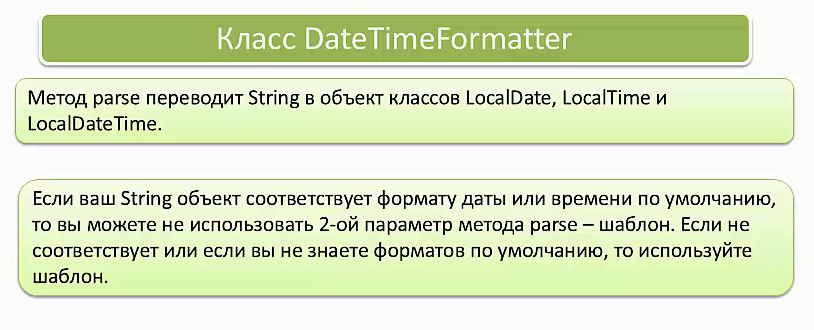 Класс DateTimeFormatter
Метод parse переводит String в объект классов LocalDate, LocalTime и
LocalDateTime.
Если ваш String объект соответствует формату даты или времени по умолчанию,
то вы можете не использовать 2-ой параметр метода parse – шаблон. Если не
соответствует или если вы не знаете форматов по умолчанию, то используйте
шаблон.